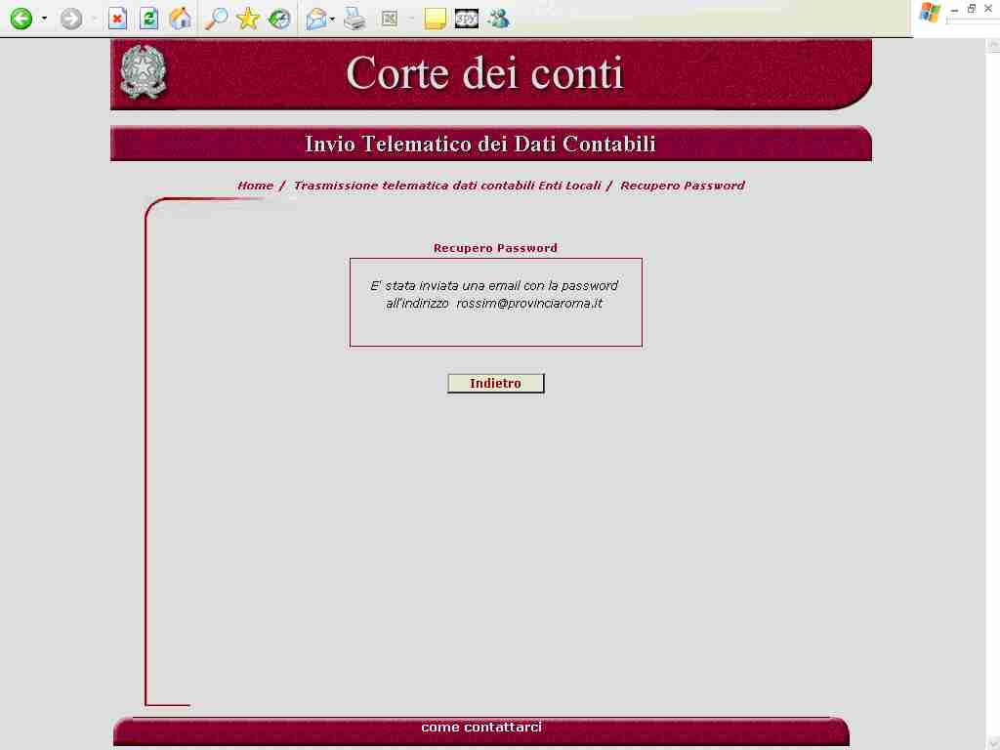 SPY
Corte dei conti
Invio Telematico dei Dati Contabili
Home / Trasmissione telematica dati contabili Enti Locali / Recupero Password
Recupero Password
E' stata inviata una email con la password
all'indirizzo rossim@provinciaroma.it
Indietro
come contattarci